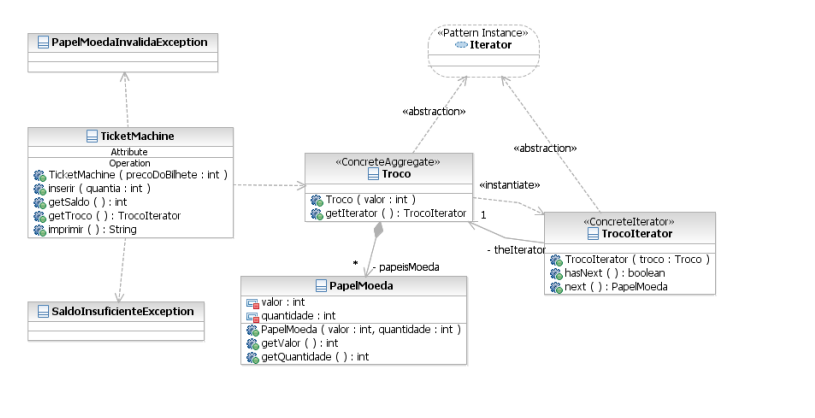 «Pattern Instance»
Iterator
PapelMoedaInvalidaException
«abstraction»
TicketMachine
Attribute
Operation
TicketMachine ( precoDoBilhete : int )
inserir ( quantia : int )
getSaldo ( ) : int
getTroco ( ) : TrocoIterator
imprimir ( ) : String
«abstraction»
«ConcreteAggregate»
Troco
Troco ( valor : int )
getIterator ( ) : TrocoIterator
«instantiate»
1
- theIterator
«ConcreteIterator»
TrocoIterator
TrocoIterator ( troco : Troco )
hasNext ( ) : boolean
next ( ) : PapelMoeda
* - papeisMoeda
PapelMoeda
valor : int
quantidade : int
PapelMoeda ( valor : int, quantidade : int )
getValor ( ) : int
getQuantidade ( ) : int
SaldoInsuficienteException